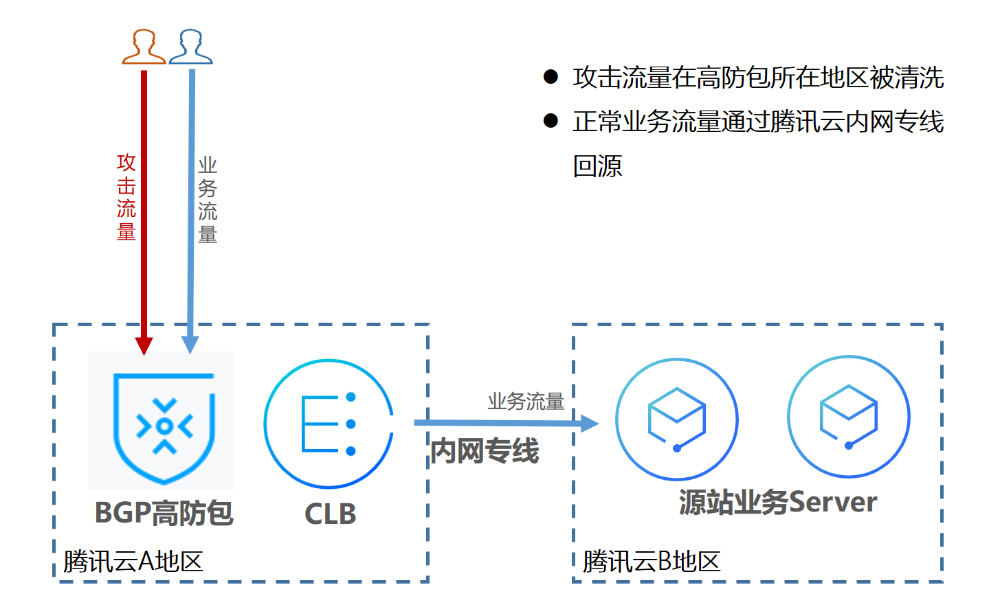 攻击流量在高防包所在地区被清洗
正常业务流量通过腾讯云内网专线
回源
攻击流量
业务流量
业务流量
内网专线
BGP高防包
CLB
源站业务Server
腾讯云A地区
腾讯云B地区